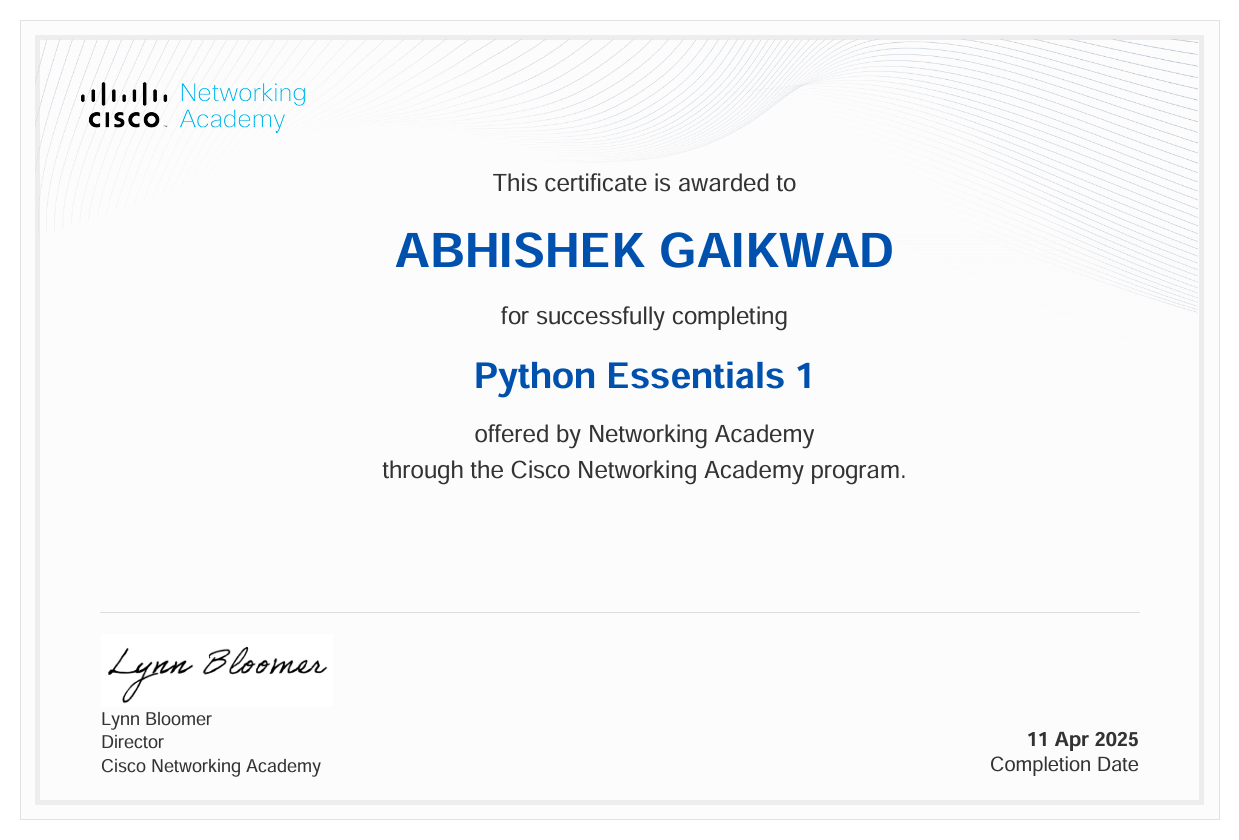 Networking
CISCO Academy
This certificate is awarded to
ABHISHEK GAIKWAD
for successfully completing
Python Essentials 1
offered by Networking Academy
through the Cisco Networking Academy program.
Lynn Bloomer
Lynn Bloomer
Director
Cisco Networking Academy
11 Apr 2025
Completion Date